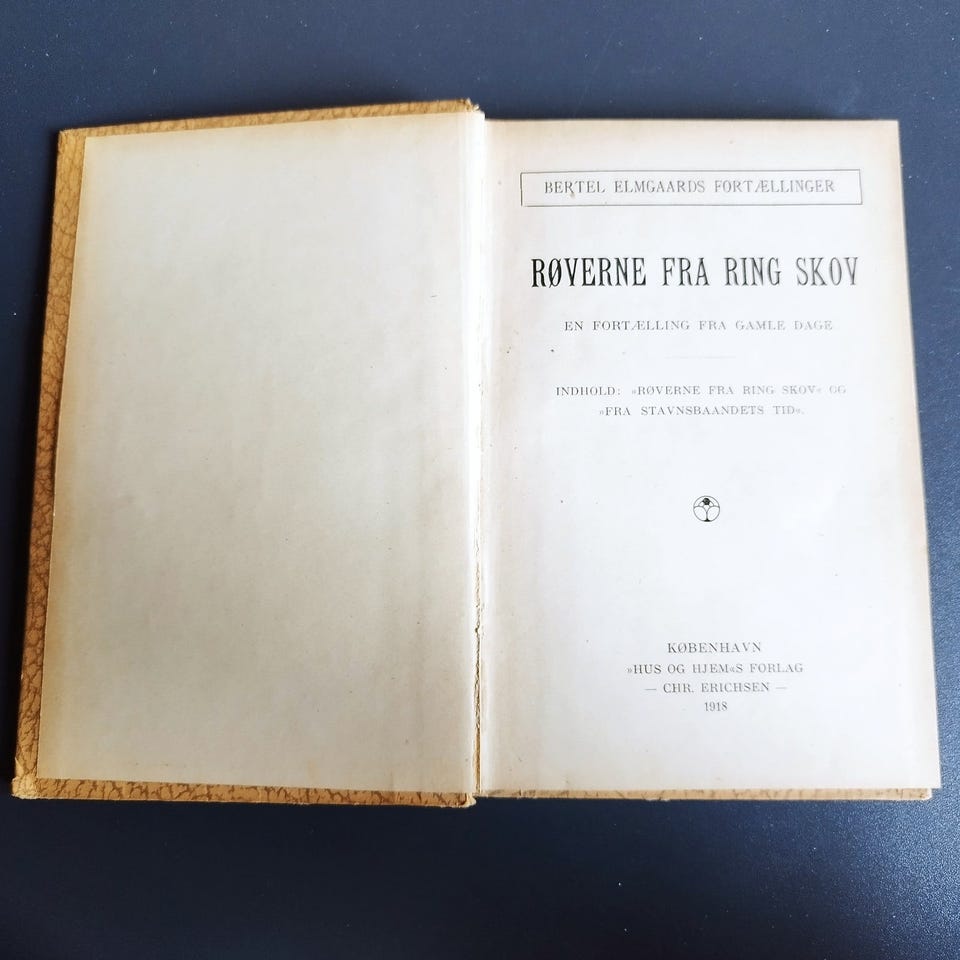 BERTEL ELMGAARDS FORTÆLLINGER
RØVERNE FRA RING SKOV
EN FORTÆLLING FRA GAMLE DAGE
INDHOLD: »RØVERNE FRA RING SKOV« OG
»FRA STAVNSBAANDETS TID«.
KØBENHAVN
»HUS OG HJEM«S FORLAG
— CHR. ERICHSEN —
1918